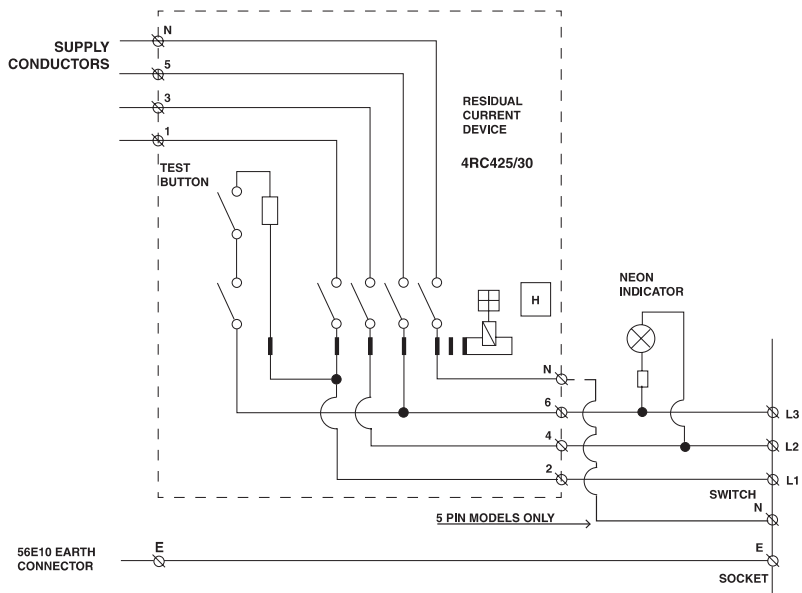 SUPPLY
CONDUCTORS
N
5
3
1
RESIDUAL
CURRENT
DEVICE
4RC425/30
TEST
BUTTON
H
NEON
INDICATOR
N
6
L3
4
L2
2
L1
SWITCH
N
5 PIN MODELS ONLY
56E10 EARTH
CONNECTOR
E
E
SOCKET